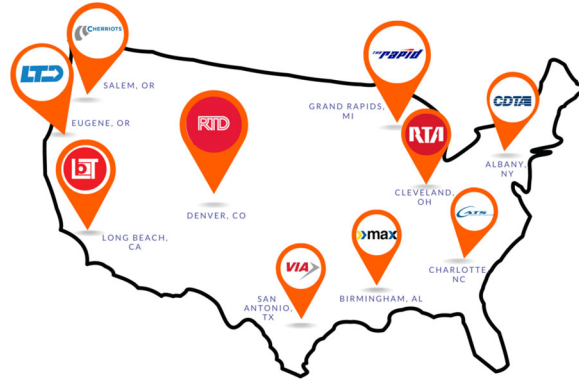 CHERRIOTS
SALEM, OR
LTD
EUGENE, OR
THE rapid
GRAND RAPIDS,
MI
CDTA
ALBANY,
NY
RTD
DENVER, CO
RTA
CLEVELAND,
OH
LBT
LONG BEACH,
CA
CATS
CHARLOTTE
NC
max
BIRMINGHAM, AL
VIA
SAN
ANTONIO,
TX